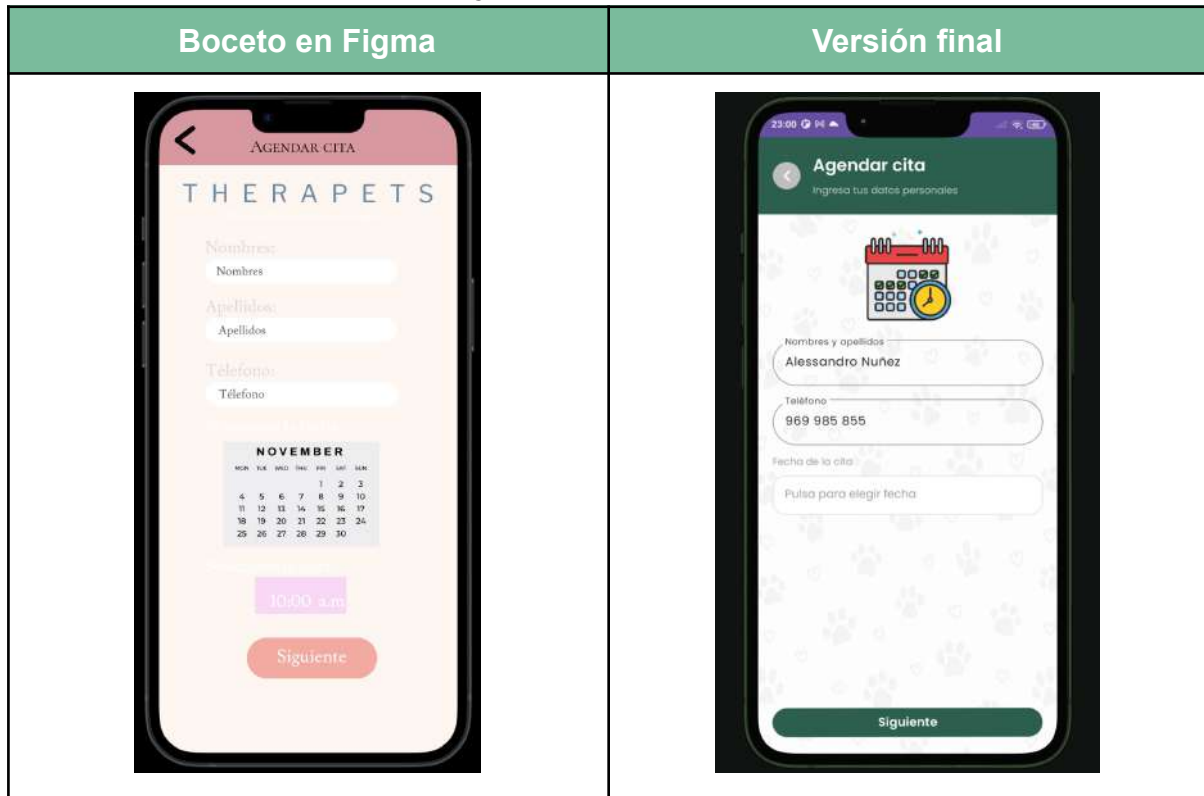 Boceto en Figma
Versión final
AGENDAR CITA
THERAPETS
Nombres:
Nombres
Apellidos:
Apellidos
Télefono:
Télefono
NOVEMBER
MON TUE WED THU FRI SAT SUN
1 2 3
4 5 6 7 8 9 10
11 12 13 14 15 16 17
18 19 20 21 22 23 24
25 26 27 28 29 30
10:00 a.m
Siguiente
23:00
Agendar cita
Ingresa tus datos personales
Nombres y apellidos
Alessandro Nuñez
Teléfono
969 985 855
Fecha de la cita
Pulsa para elegir fecha
Siguiente